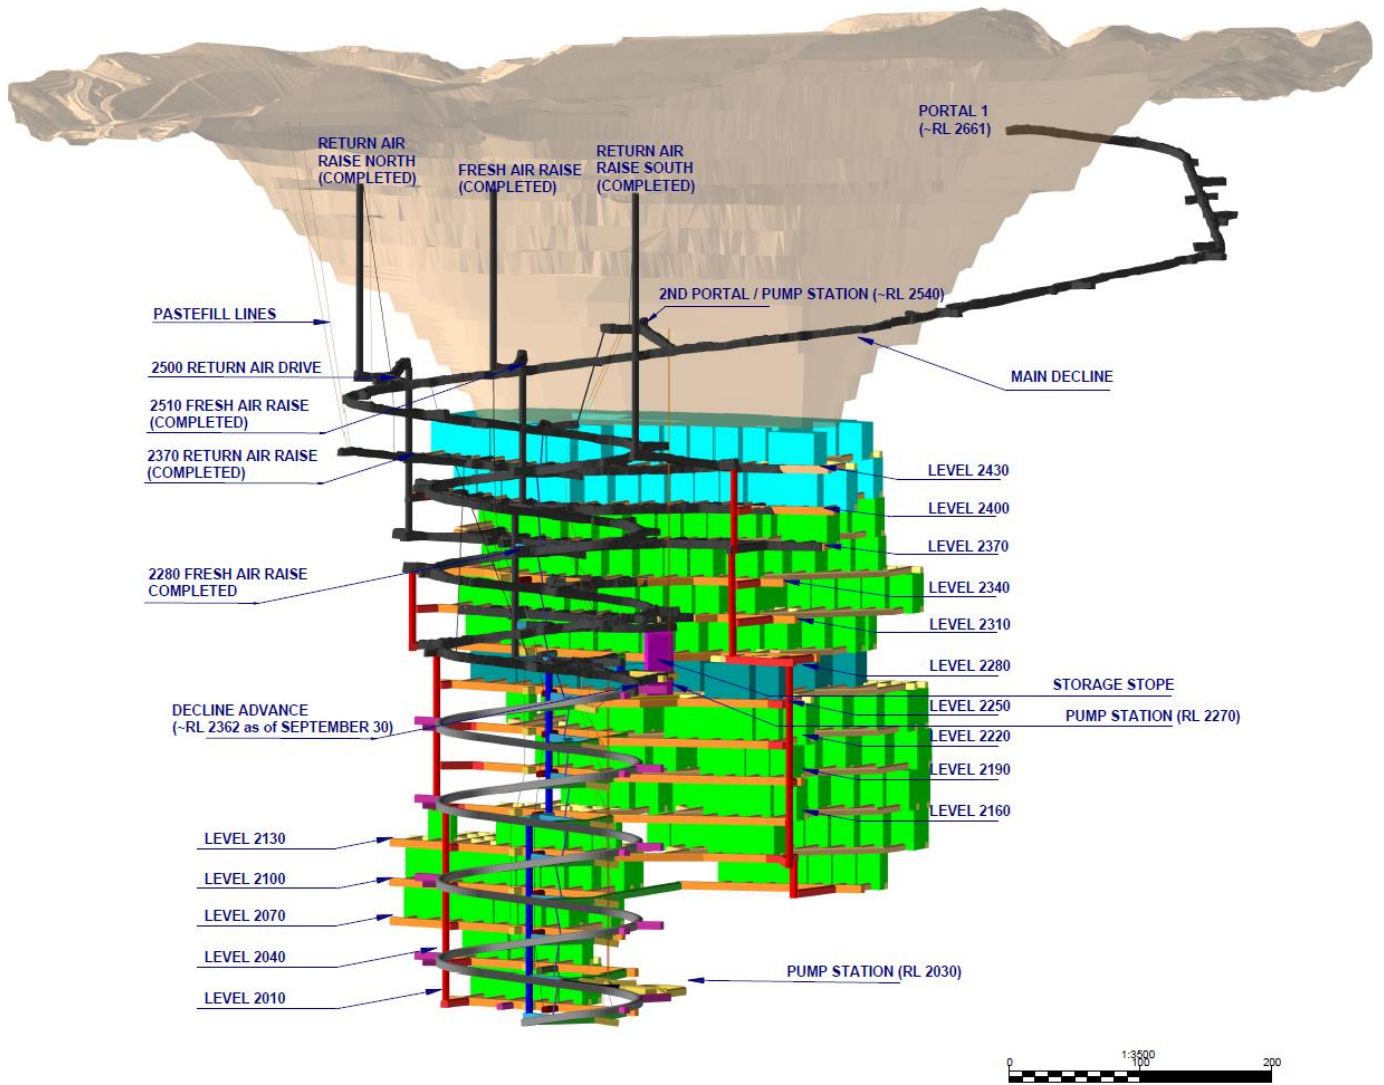 PORTAL 1
(~RL 2661)
RETURN AIR
RAISE NORTH
(COMPLETED)
FRESH AIR RAISE
(COMPLETED)
RETURN AIR
RAISE SOUTH
(COMPLETED)
2ND PORTAL / PUMP STATION (~RL 2540)
PASTEFILL LINES
2500 RETURN AIR DRIVE
MAIN DECLINE
2510 FRESH AIR RAISE
(COMPLETED)
2370 RETURN AIR RAISE
(COMPLETED)
LEVEL 2430
LEVEL 2400
LEVEL 2370
2280 FRESH AIR RAISE
COMPLETED
LEVEL 2340
LEVEL 2310
LEVEL 2280
STORAGE STOPE
DECLINE ADVANCE
(~RL 2362 as of SEPTEMBER 30)
LEVEL 2250
PUMP STATION (RL 2270)
LEVEL 2220
LEVEL 2190
LEVEL 2160
LEVEL 2130
LEVEL 2100
LEVEL 2070
LEVEL 2040
LEVEL 2010
PUMP STATION (RL 2030)
1:3500
0 100 200